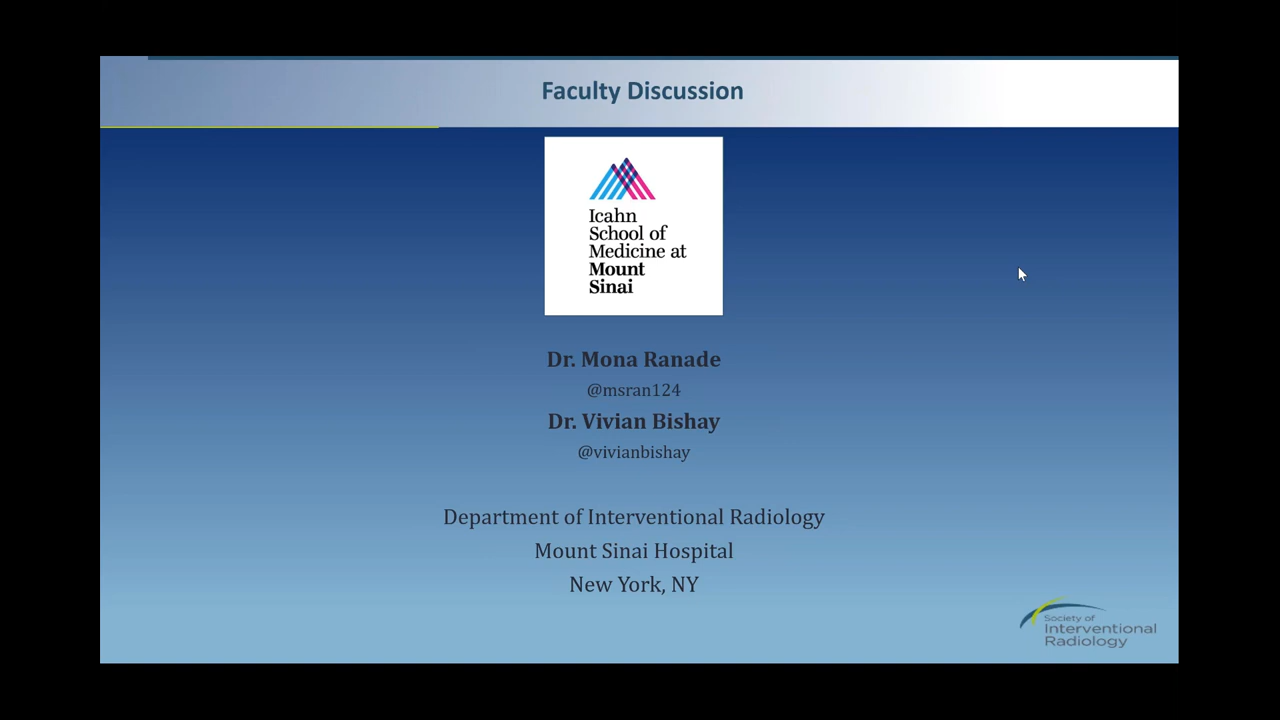 Faculty Discussion
Icahn
School of
Medicine at
Mount
Sinai
Dr. Mona Ranade
@msran124
Dr. Vivian Bishay
@vivianbishay
Department of Interventional Radiology
Mount Sinai Hospital
New York, NY
Society of
Interventional
Radiology